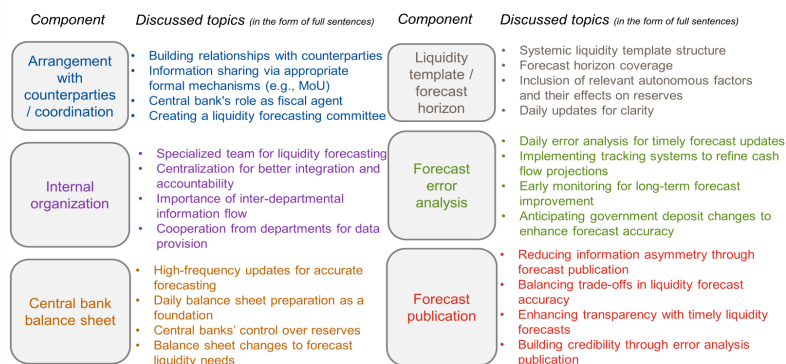 Component
Discussed topics (in the form of full sentences)
Arrangement
with
counterparties
/ coordination
• Building relationships with counterparties
• Information sharing via appropriate
formal mechanisms (e.g., MoU)
• Central bank's role as fiscal agent
• Creating a liquidity forecasting committee
Internal
organization
• Specialized team for liquidity forecasting
• Centralization for better integration and
accountability
• Importance of inter-departmental
information flow
• Cooperation from departments for data
provision
Central bank
balance sheet
• High-frequency updates for accurate
forecasting
• Daily balance sheet preparation as a
foundation
• Central banks' control over reserves
• Balance sheet changes to forecast
liquidity needs
Component
Discussed topics (in the form of full sentences)
Liquidity
template /
forecast
horizon
• Systemic liquidity template structure
• Forecast horizon coverage
• Inclusion of relevant autonomous factors
and their effects on reserves
• Daily updates for clarity
Forecast
error
analysis
• Daily error analysis for timely forecast updates
• Implementing tracking systems to refine cash
flow projections
• Early monitoring for long-term forecast
improvement
• Anticipating government deposit changes to
enhance forecast accuracy
Forecast
publication
• Reducing information asymmetry through
forecast publication
• Balancing trade-offs in liquidity forecast
accuracy
• Enhancing transparency with timely liquidity
forecasts
• Building credibility through error analysis
publication